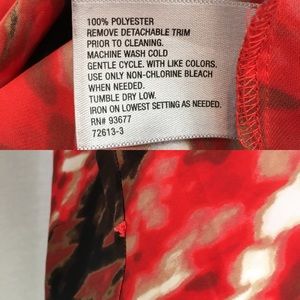 100% POLYESTER
REMOVE DETACHABLE TRIM
PRIOR TO CLEANING.
MACHINE WASH COLD
GENTLE CYCLE. WITH LIKE COLORS.
USE ONLY NON-CHLORINE BLEACH
WHEN NEEDED.
TUMBLE DRY LOW.
IRON ON LOWEST SETTING AS NEEDED.
RN# 93677
72613-3